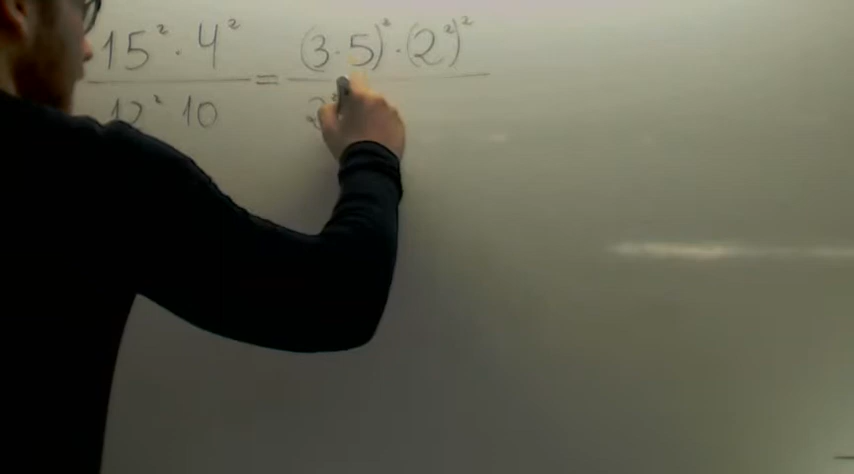 15² · 4² = (3·5)² · (2²)²
12² 10